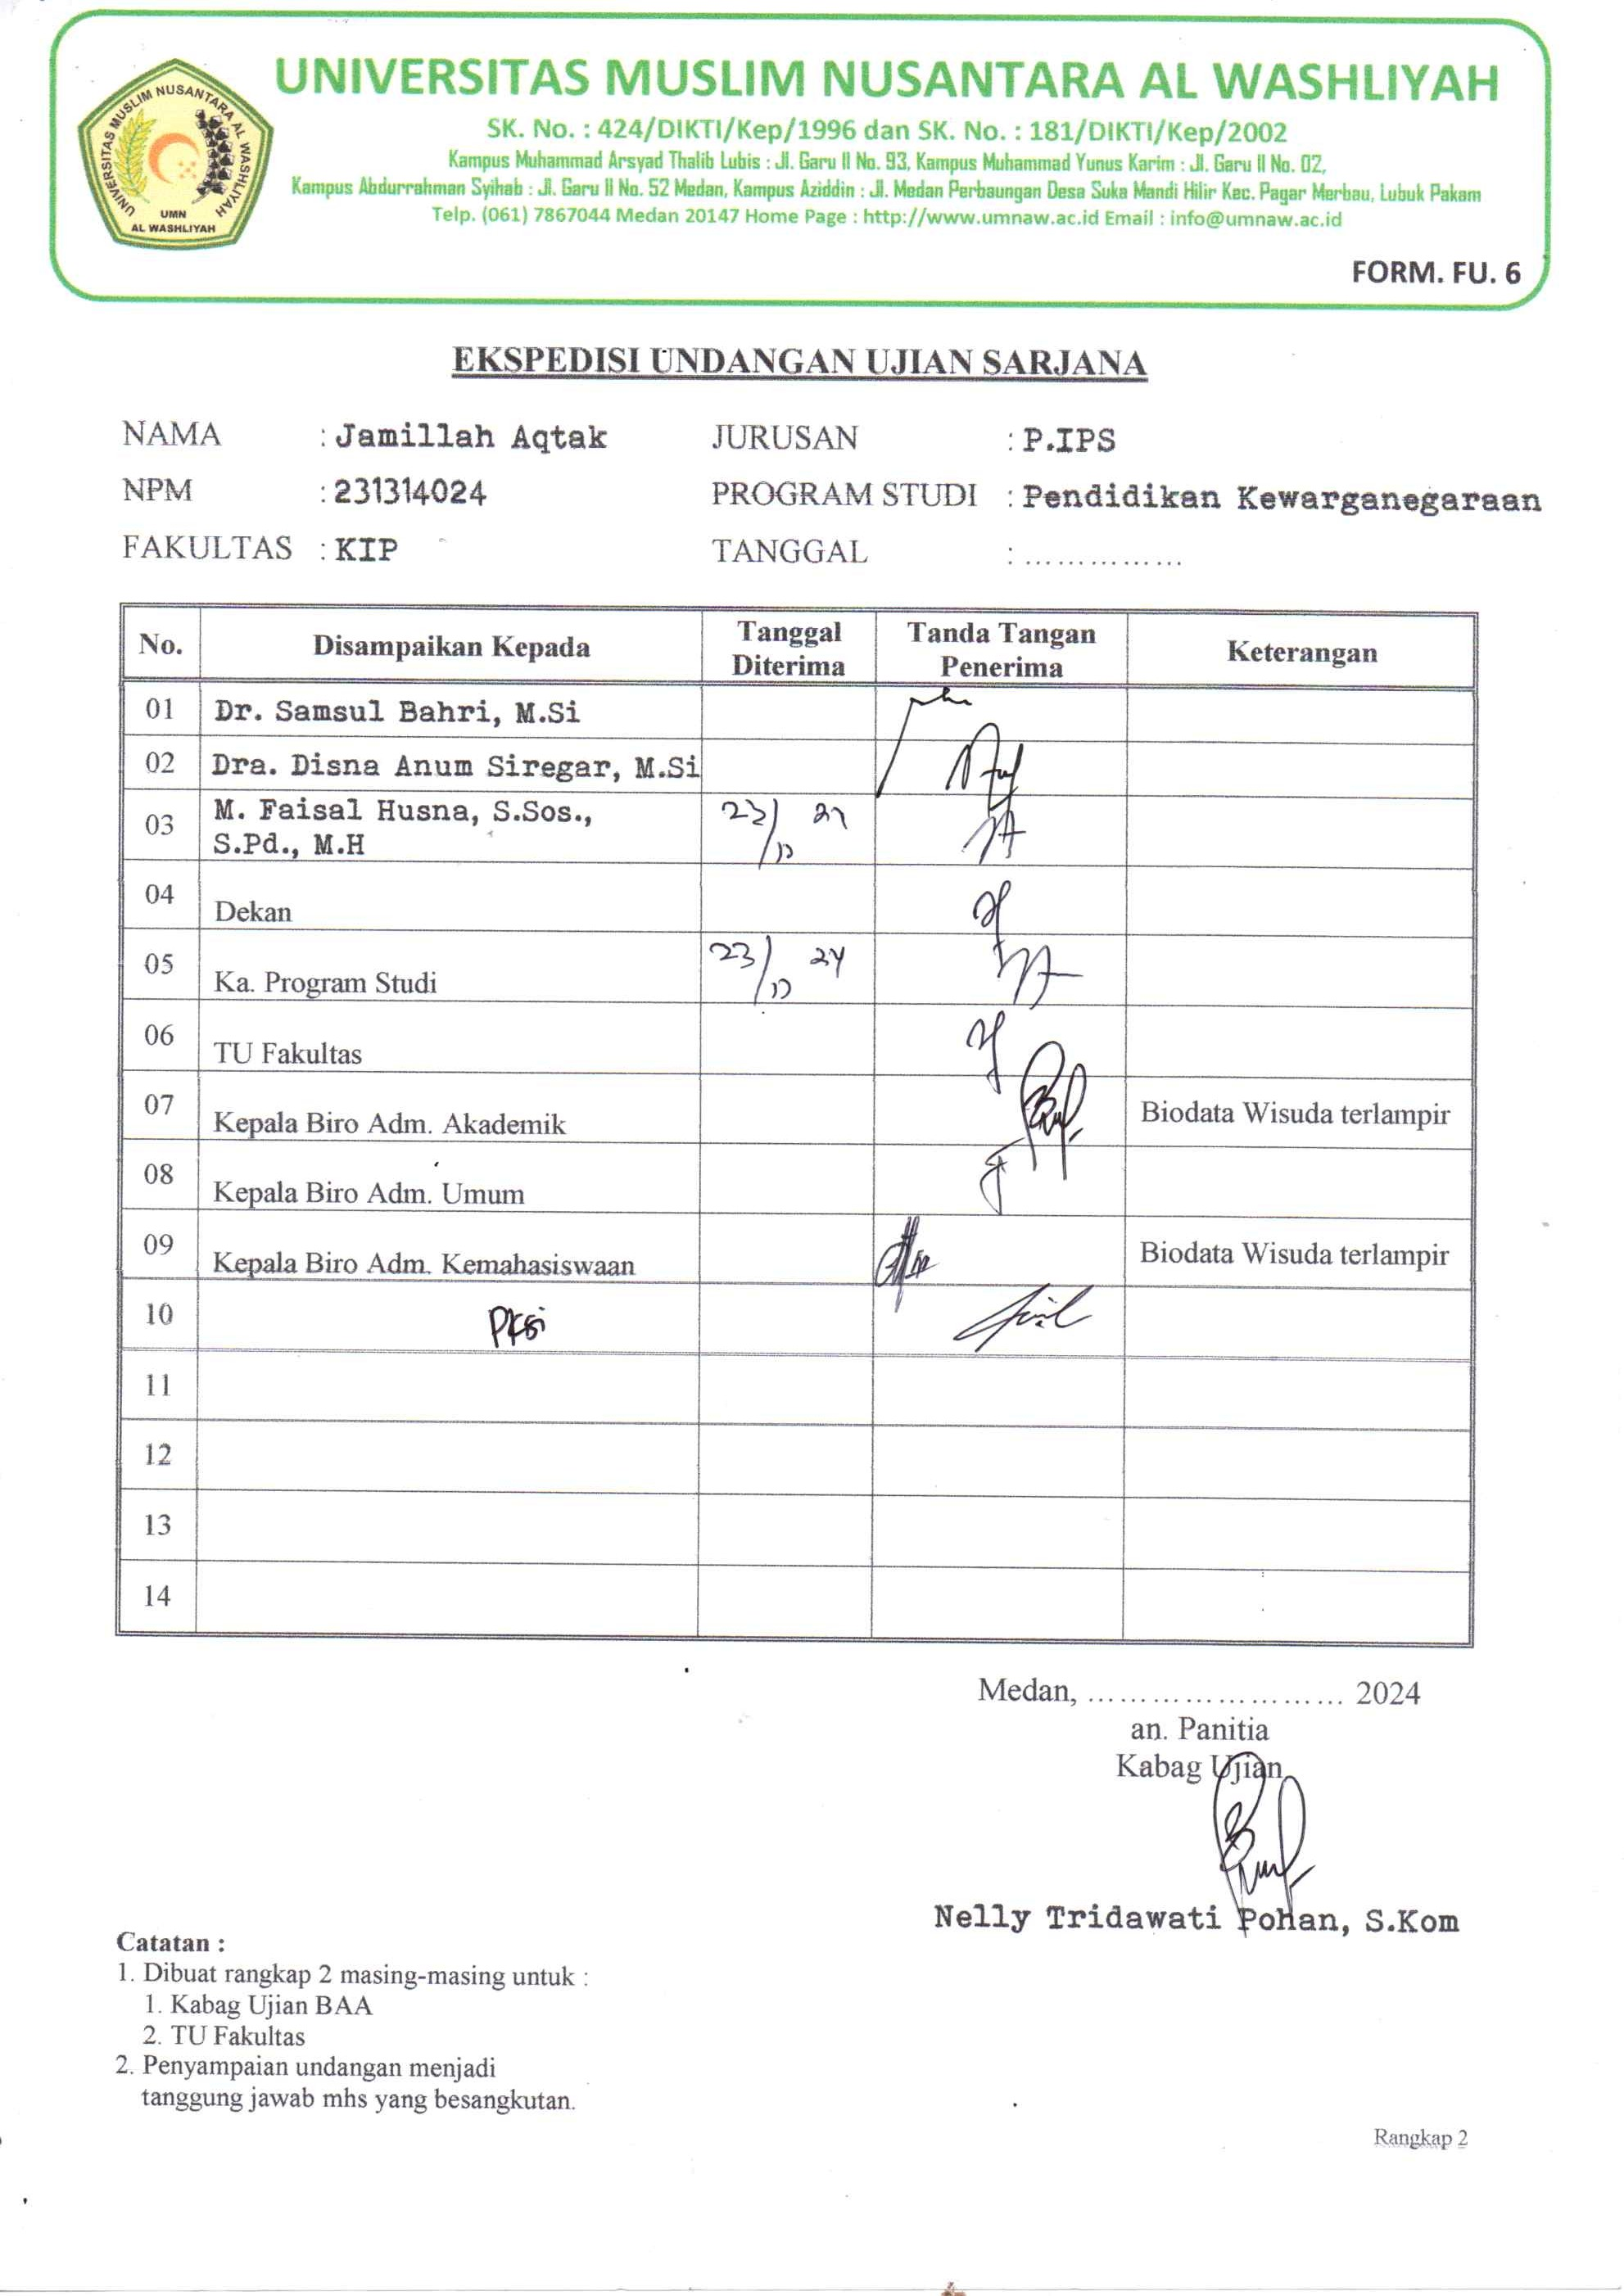 UNIVERSITAS MUSLIM NUSANTARA AL WASHLIYAH
UMN
AL WASHLIYAH
UNIVERSITAS MUSLIM NUSANTARA AL WASHLIYAH
SK. No. : 424/DIKTI/Kep/1996 dan SK. No. : 181/DIKTI/Kep/2002
Kampus Muhammad Arsyad Thalib Lubis : Jl. Garu II No. 93, Kampus Muhammad Yunus Karim : Jl. Garu II No. 02,
Kampus Abdurrahman Syihab : Jl. Garu II No. 52 Medan, Kampus Aziddin : Jl. Medan Perbaungan Desa Suka Mandi Hilir Kec. Pagar Merbau, Lubuk Pakam
Telp. (061) 7867044 Medan 20147 Home Page : http://www.umnaw.ac.id Email : info@umnaw.ac.id
FORM. FU. 6
EKSPEDISI UNDANGAN UJIAN SARJANA
NAMA : Jamillah Aqtak JURUSAN : P.IPS
NPM : 231314024 PROGRAM STUDI : Pendidikan Kewarganegaraan
FAKULTAS : KIP TANGGAL : ...............
No. Disampaikan Kepada Tanggal Diterima Tanda Tangan Penerima Keterangan
01 Dr. Samsul Bahri, M.Si
02 Dra. Disna Anum Siregar, M.Si
03 M. Faisal Husna, S.Sos.,
S.Pd., M.H
04 Dekan
05 Ka. Program Studi 23/ 24
06 TU Fakultas
07 Kepala Biro Adm. Akademik Biodata Wisuda terlampir
08 Kepala Biro Adm. Umum
09 Kepala Biro Adm. Kemahasiswaan Biodata Wisuda terlampir
10
11
12
13
14
Medan, ......................... 2024
an. Panitia
Kabag Ujian
Nelly Tridawati Pohan, S.Kom
Catatan :
1. Dibuat rangkap 2 masing-masing untuk :
1. Kabag Ujian BAA
2. TU Fakultas
2. Penyampaian undangan menjadi
tanggung jawab mhs yang besangkutan.
Rangkap 2